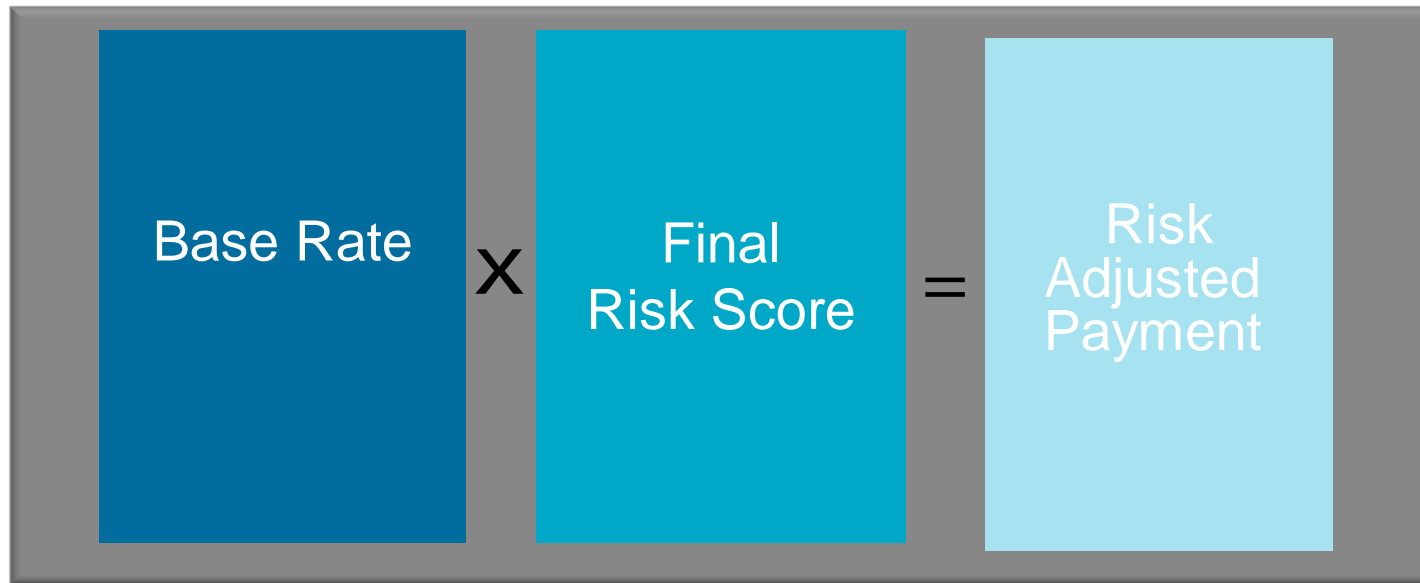 Base Rate
x
Final
Risk Score
=
Risk
Adjusted
Payment